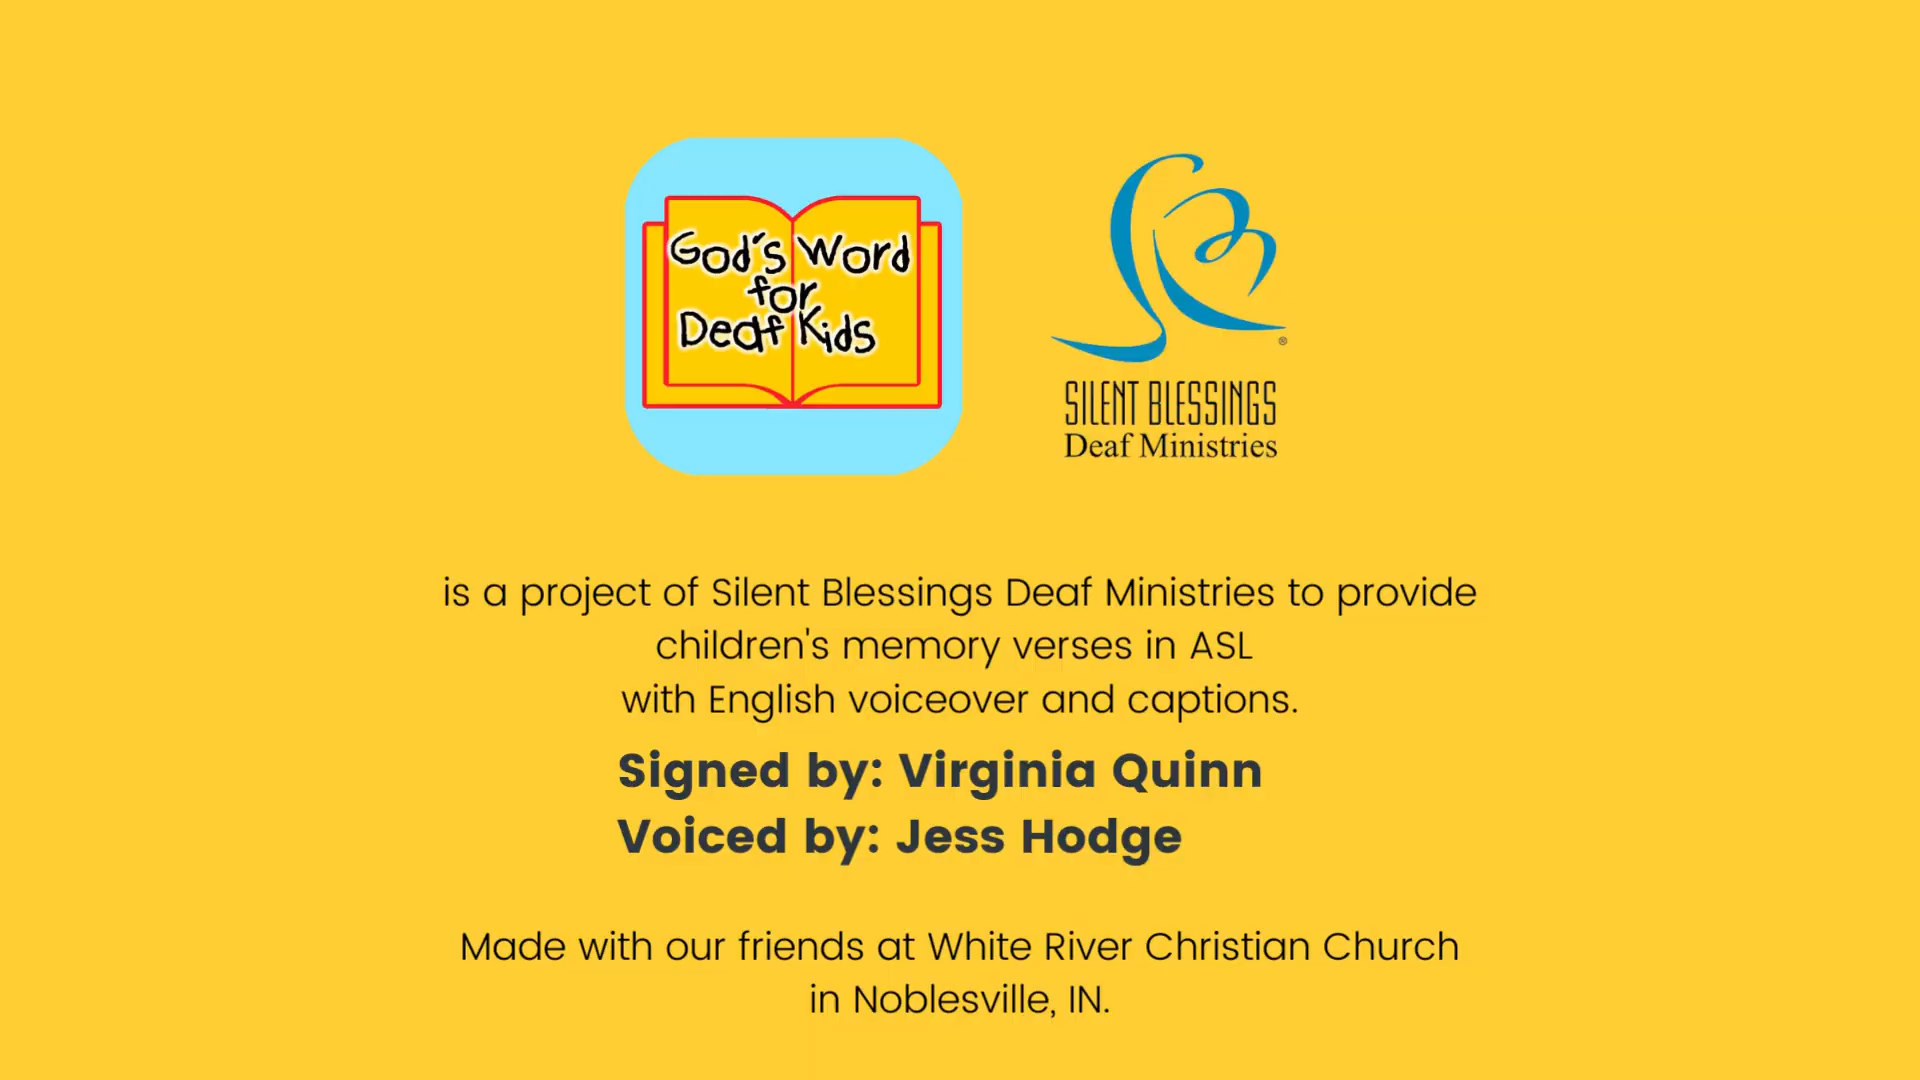 God's Word
for
Deaf Kids
SILENT BLESSINGS
Deaf Ministries
is a project of Silent Blessings Deaf Ministries to provide
children's memory verses in ASL
with English voiceover and captions.
Signed by: Virginia Quinn
Voiced by: Jess Hodge
Made with our friends at White River Christian Church
in Noblesville, IN.